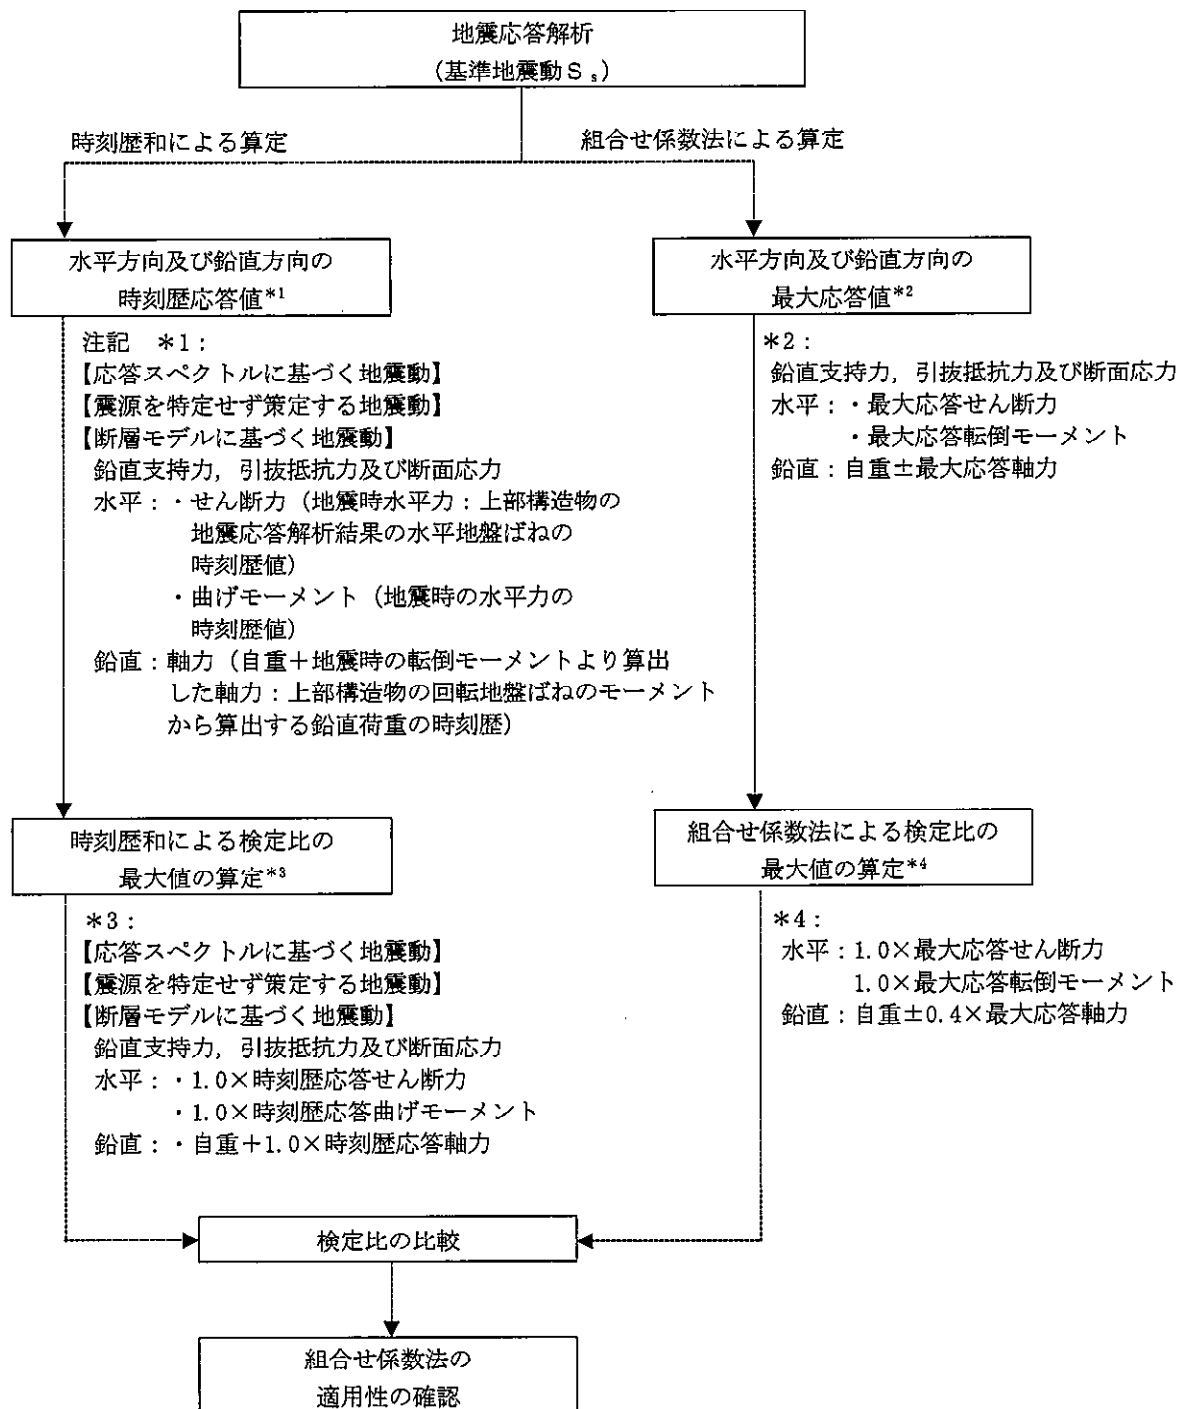 地震応答解析
（基準地震動Ｓｓ）
時刻歴和による算定
組合せ係数法による算定
水平方向及び鉛直方向の
時刻歴応答値*1
注記　＊1：
【応答スペクトルに基づく地震動】
【震源を特定せず策定する地震動】
【断層モデルに基づく地震動】
鉛直支持力，引抜抵抗力及び断面応力
水平：・せん断力（地震時水平力：上部構造物の
地震応答解析結果の水平地盤ばねの
時刻歴値）
・曲げモーメント（地震時の水平力の
時刻歴値）
鉛直：軸力（自重＋地震時の転倒モーメントより算出
した軸力：上部構造物の回転地盤ばねのモーメント
から算出する鉛直荷重の時刻歴）
水平方向及び鉛直方向の
最大応答値*2
＊2：
鉛直支持力，引抜抵抗力及び断面応力
水平：・最大応答せん断力
・最大応答転倒モーメント
鉛直：自重±最大応答軸力
時刻歴和による検定比の
最大値の算定*3
＊3：
【応答スペクトルに基づく地震動】
【震源を特定せず策定する地震動】
【断層モデルに基づく地震動】
鉛直支持力，引抜抵抗力及び断面応力
水平：・1.0×時刻歴応答せん断力
・1.0×時刻歴応答曲げモーメント
鉛直：・自重＋1.0×時刻歴応答軸力
組合せ係数法による検定比の
最大値の算定*4
＊4：
水平：1.0×最大応答せん断力
1.0×最大応答転倒モーメント
鉛直：自重±0.4×最大応答軸力
検定比の比較
組合せ係数法の
適用性の確認